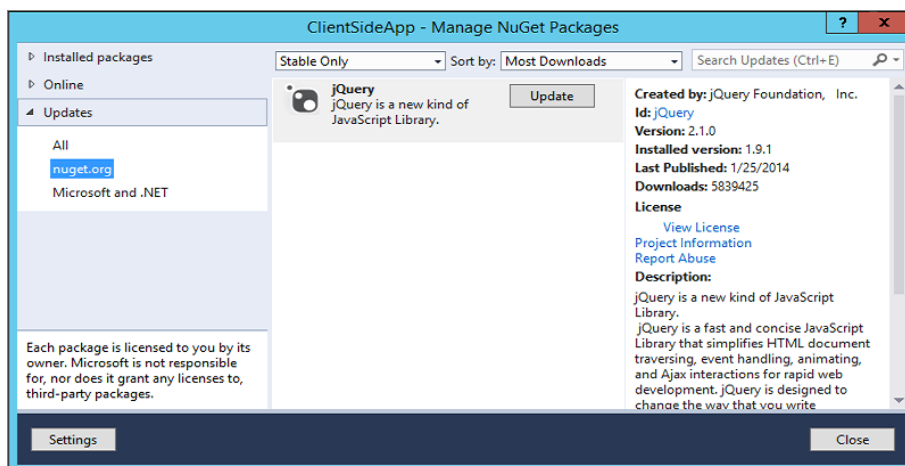 ClientSideApp - Manage NuGet Packages
?
x
Installed packages
Online
Updates
All
nuget.org
Microsoft and .NET
Each package is licensed to you by its
owner. Microsoft is not responsible
for, nor does it grant any licenses to,
third-party packages.
Stable Only
Sort by:
Most Downloads
Search Updates (Ctrl+E)
jQuery
jQuery is a new kind of
JavaScript Library.
Update
Created by: jQuery Foundation, Inc.
Id: jQuery
Version: 2.1.0
Installed version: 1.9.1
Last Published: 1/25/2014
Downloads: 5839425
License
View License
Project Information
Report Abuse
Description:
jQuery is a new kind of JavaScript
Library.
jQuery is a fast and concise JavaScript
Library that simplifies HTML document
traversing, event handling, animating,
and Ajax interactions for rapid web
development. jQuery is designed to
change the way that you write
Settings
Close